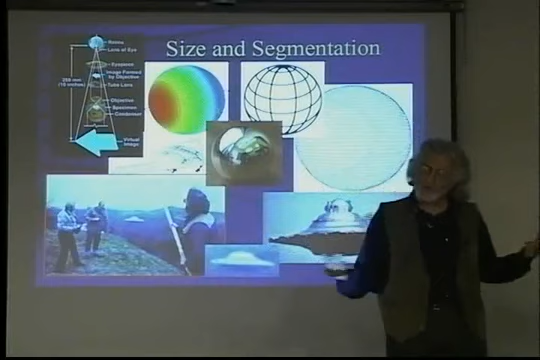 Size and Segmentation
Retina
Lens of Eye
Eyepiece
Image Formed
by Objective
Tube Lens
Objective
Specimen
Condenser
Virtual
Image